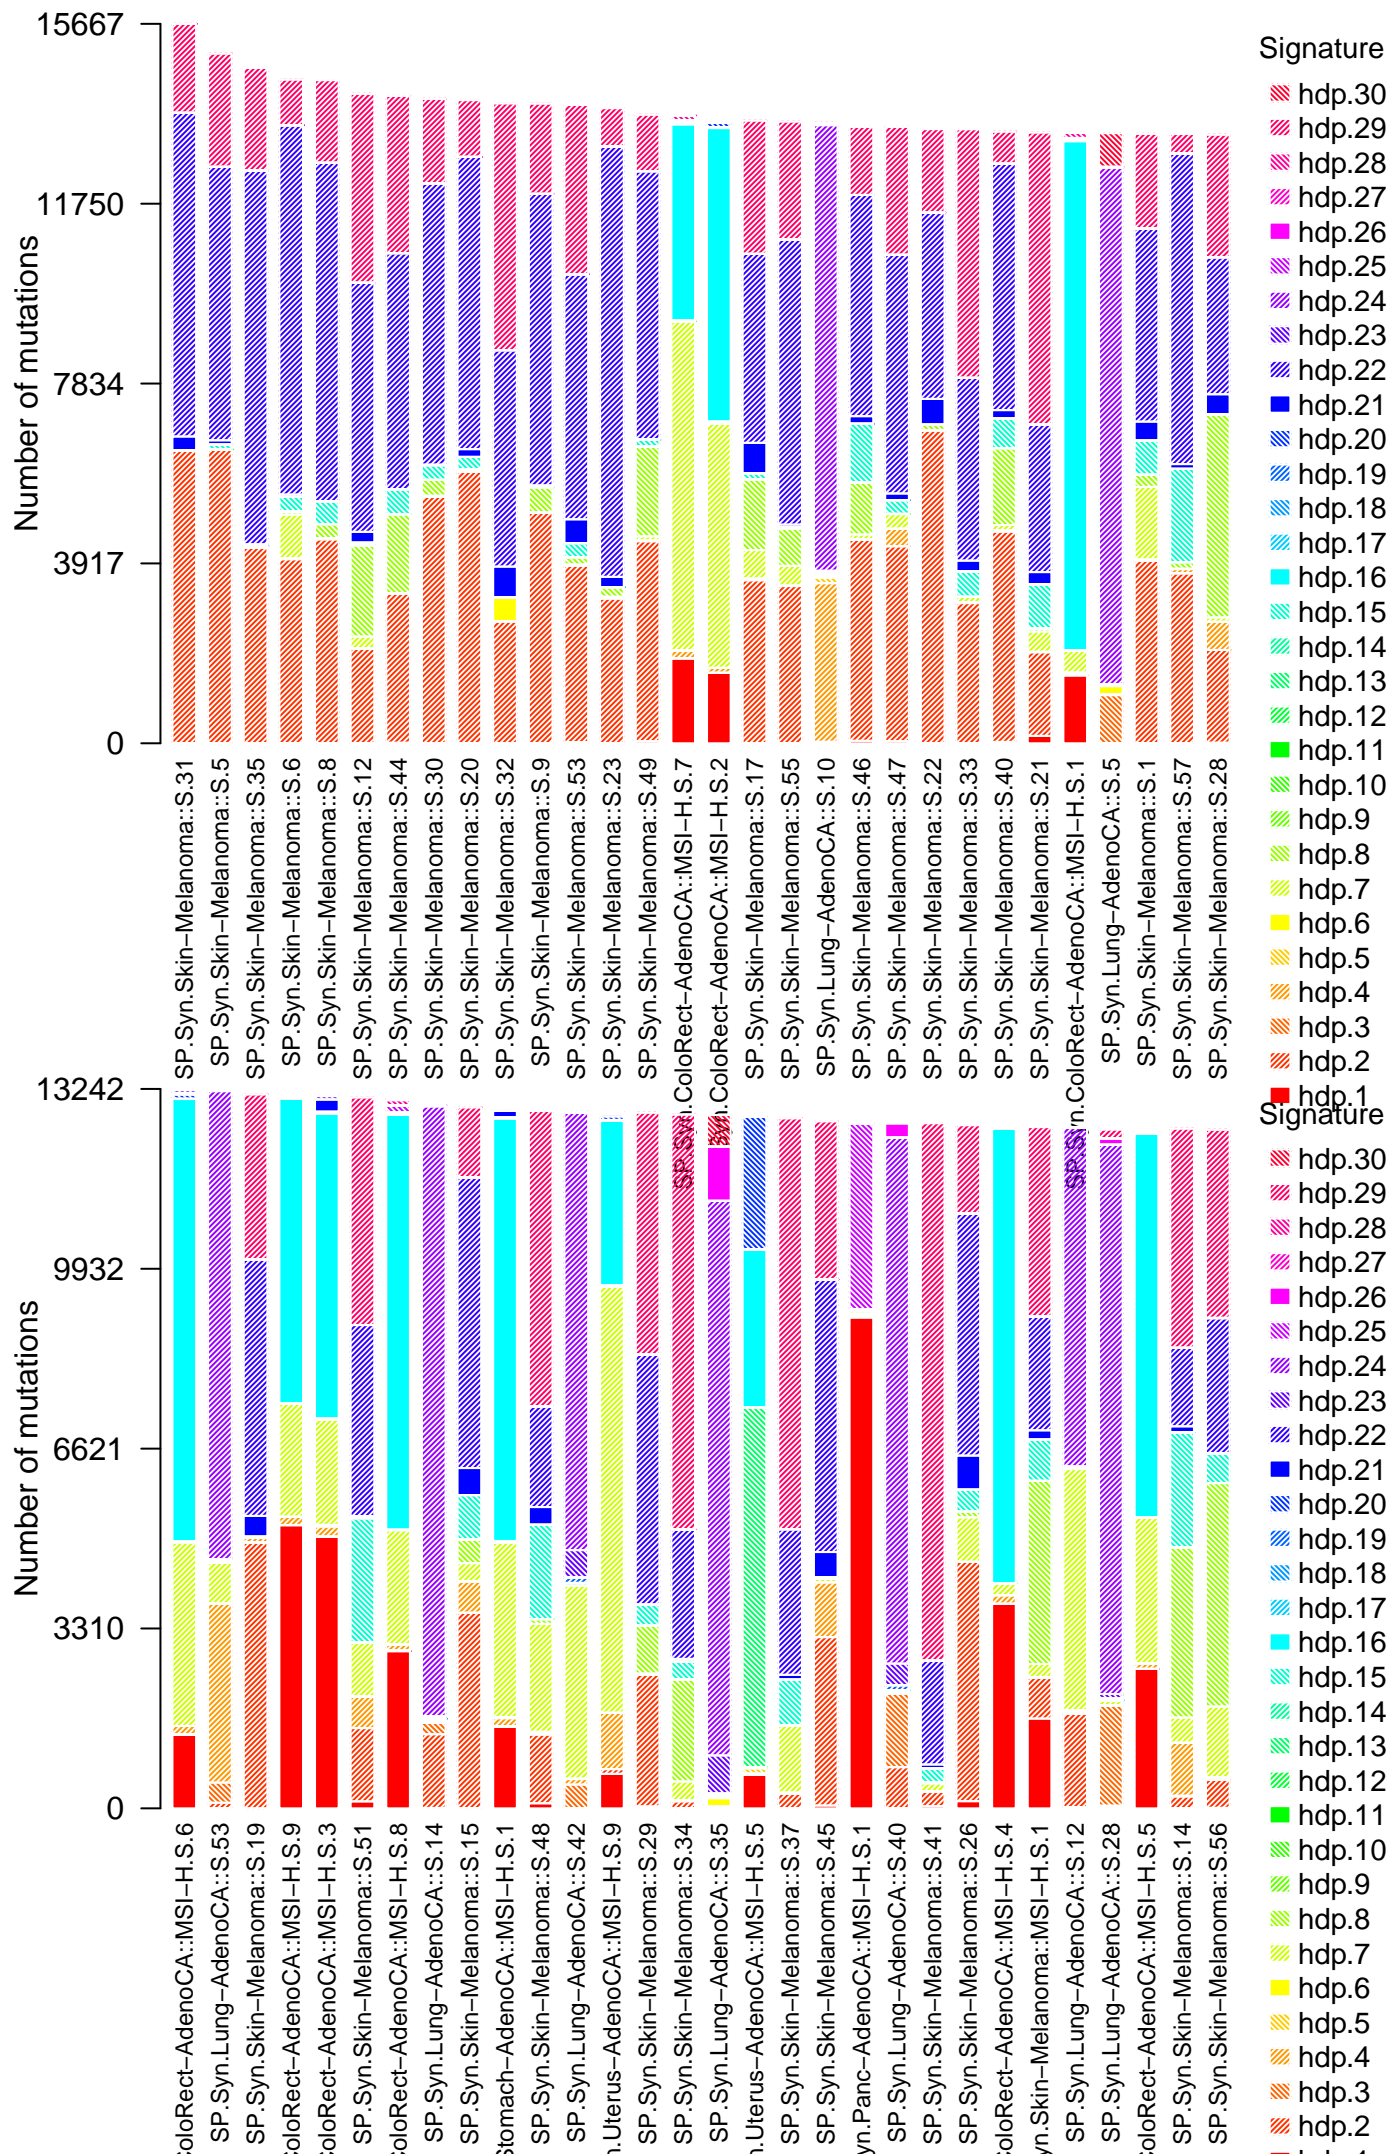 Number of mutations
15667
11750
7834
3917
0
Signature
hdp.30
hdp.29
hdp.28
hdp.27
hdp.26
hdp.25
hdp.24
hdp.23
hdp.22
hdp.21
hdp.20
hdp.19
hdp.18
hdp.17
hdp.16
hdp.15
hdp.14
hdp.13
hdp.12
hdp.11
hdp.10
hdp.9
hdp.8
hdp.7
hdp.6
hdp.5
hdp.4
hdp.3
hdp.2
hdp.1
SP.Syn.Skin−Melanoma::S.31
SP.Syn.Skin−Melanoma::S.5
SP.Syn.Skin−Melanoma::S.35
SP.Syn.Skin−Melanoma::S.6
SP.Syn.Skin−Melanoma::S.8
SP.Syn.Skin−Melanoma::S.12
SP.Syn.Skin−Melanoma::S.44
SP.Syn.Skin−Melanoma::S.30
SP.Syn.Skin−Melanoma::S.20
SP.Syn.Skin−Melanoma::S.32
SP.Syn.Skin−Melanoma::S.9
SP.Syn.Skin−Melanoma::S.53
SP.Syn.Skin−Melanoma::S.23
SP.Syn.Skin−Melanoma::S.49
SP.Syn.ColoRect−AdenoCA::MSI−H.S.7
SP.Syn.ColoRect−AdenoCA::MSI−H.S.2
SP.Syn.Skin−Melanoma::S.17
SP.Syn.Skin−Melanoma::S.55
SP.Syn.Lung−AdenoCA::S.10
SP.Syn.Skin−Melanoma::S.46
SP.Syn.Skin−Melanoma::S.47
SP.Syn.Skin−Melanoma::S.22
SP.Syn.Skin−Melanoma::S.33
SP.Syn.Skin−Melanoma::S.40
SP.Syn.Skin−Melanoma::S.21
SP.Syn.ColoRect−AdenoCA::MSI−H.S.1
SP.Syn.Lung−AdenoCA::S.5
SP.Syn.Skin−Melanoma::S.1
SP.Syn.Skin−Melanoma::S.57
SP.Syn.Skin−Melanoma::S.28
Number of mutations
13242
9932
6621
3310
0
Signature
hdp.30
hdp.29
hdp.28
hdp.27
hdp.26
hdp.25
hdp.24
hdp.23
hdp.22
hdp.21
hdp.20
hdp.19
hdp.18
hdp.17
hdp.16
hdp.15
hdp.14
hdp.13
hdp.12
hdp.11
hdp.10
hdp.9
hdp.8
hdp.7
hdp.6
hdp.5
hdp.4
hdp.3
hdp.2
oloRect−AdenoCA::MSI−H.S.6
SP.Syn.Lung−AdenoCA::S.53
SP.Syn.Skin−Melanoma::S.19
oloRect−AdenoCA::MSI−H.S.9
oloRect−AdenoCA::MSI−H.S.3
SP.Syn.Skin−Melanoma::S.51
oloRect−AdenoCA::MSI−H.S.8
SP.Syn.Lung−AdenoCA::S.14
SP.Syn.Skin−Melanoma::S.15
Stomach−AdenoCA::MSI−H.S.1
SP.Syn.Skin−Melanoma::S.48
SP.Syn.Lung−AdenoCA::S.42
n.Uterus−AdenoCA::MSI−H.S.9
SP.Syn.Skin−Melanoma::S.29
SP.Syn.Skin−Melanoma::S.34
SP.Syn.Lung−AdenoCA::S.35
n.Uterus−AdenoCA::MSI−H.S.5
SP.Syn.Skin−Melanoma::S.37
SP.Syn.Skin−Melanoma::S.45
yn.Panc−AdenoCA::MSI−H.S.1
SP.Syn.Lung−AdenoCA::S.40
SP.Syn.Skin−Melanoma::S.41
SP.Syn.Skin−Melanoma::S.26
oloRect−AdenoCA::MSI−H.S.4
yn.Skin−Melanoma::MSI−H.S.1
SP.Syn.Lung−AdenoCA::S.12
SP.Syn.Lung−AdenoCA::S.28
oloRect−AdenoCA::MSI−H.S.5
SP.Syn.Skin−Melanoma::S.14
SP.Syn.Skin−Melanoma::S.56